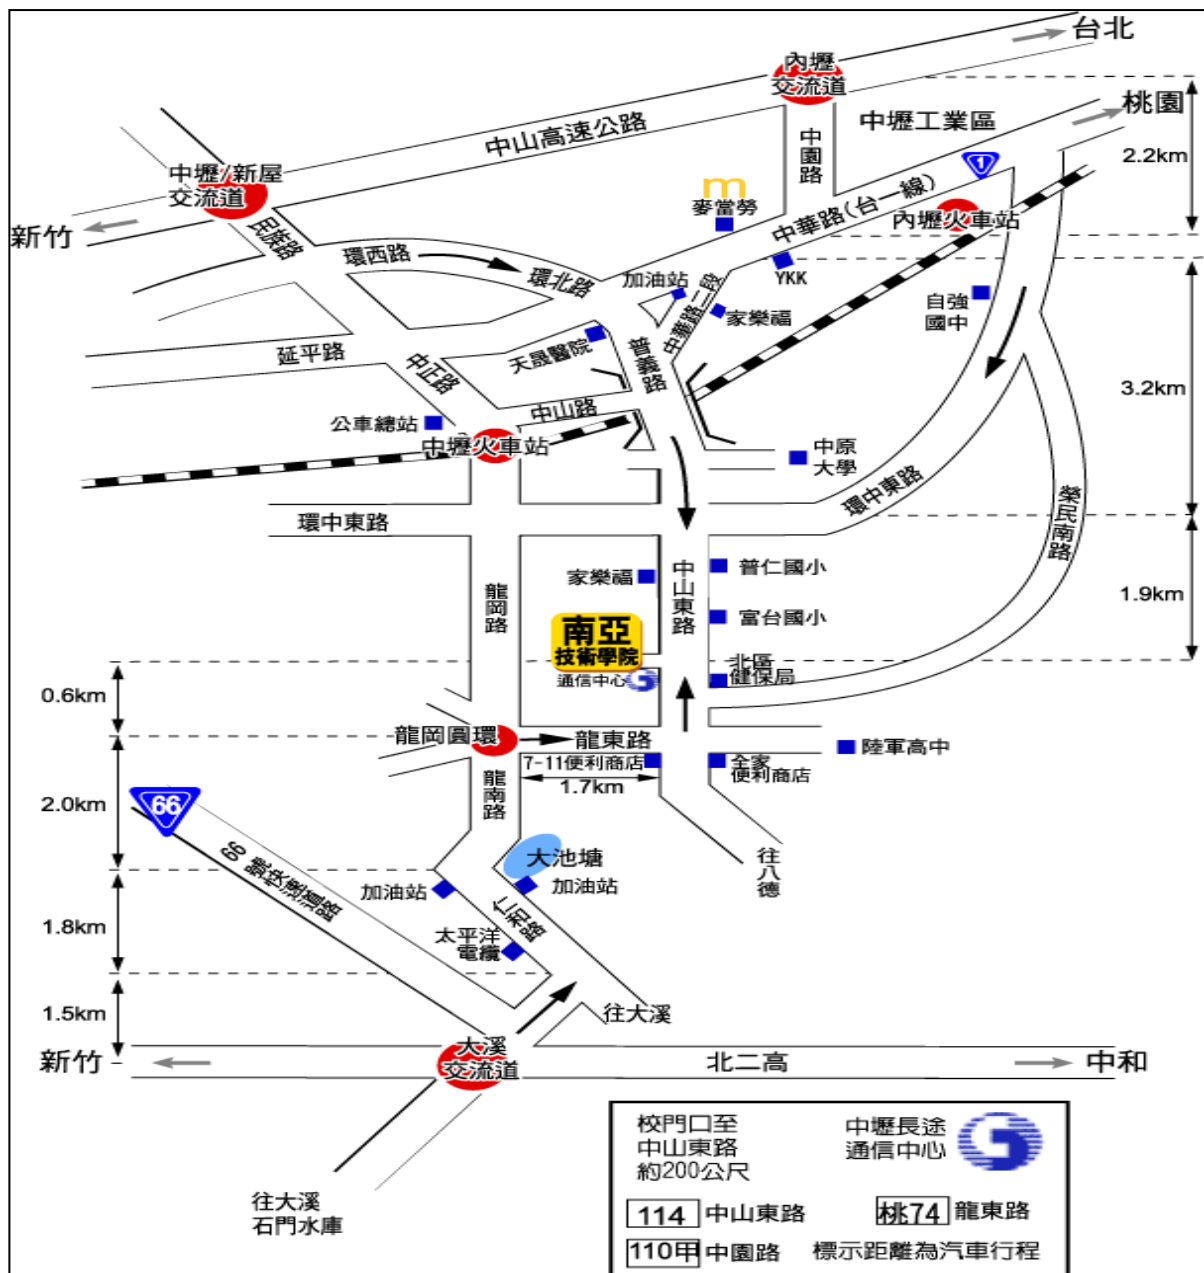 台北
內壢
交流道
桃園
中壢工業區
2.2km
中山高速公路
中園路
1
中壢/新屋
交流道
m
麥當勞
中華路(台一線)
內壢火車站
新竹
民族路
環西路
環北路
加油站
中華路二段
YKK
家樂福
自強
國中
延平路
中正路
天晟醫院
普義路
3.2km
中山路
公車總站
中壢火車站
中原
大學
環中東路
環中東路
榮民南路
龍岡路
家樂福
中山東路
普仁國小
1.9km
南亞
技術學院
富台國小
通信中心
北區
健保局
0.6km
龍岡圓環
龍東路
陸軍高中
7-11便利商店
全家
便利商店
1.7km
龍南路
2.0km
66
66號快速道路
大池塘
往八德
加油站
加油站
仁和路
1.8km
太平洋
電纜
1.5km
往大溪
新竹
大溪
交流道
北二高
中和
往大溪
石門水庫
校門口至
中山東路
約200公尺
中壢長途
通信中心
114 中山東路
桃74 龍東路
110甲 中園路
標示距離為汽車行程